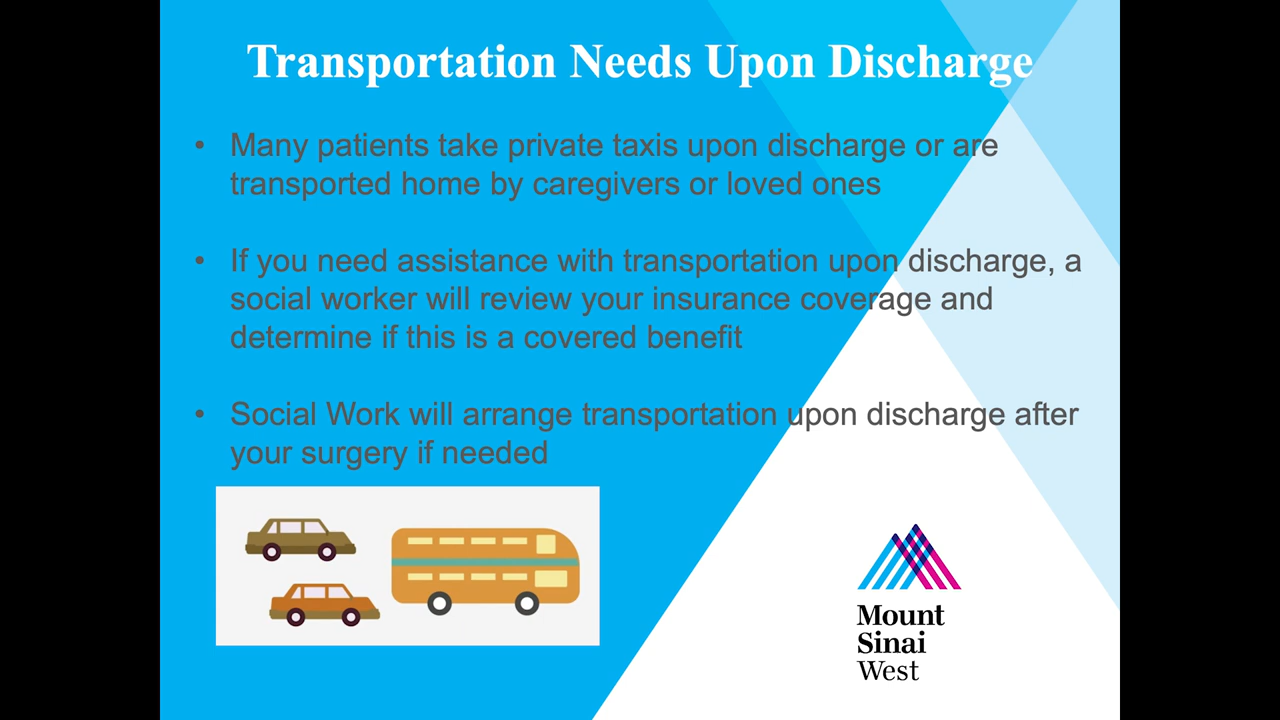 Transportation Needs Upon Discharge
• Many patients take private taxis upon discharge or are
transported home by caregivers or loved ones
• If you need assistance with transportation upon discharge, a
social worker will review your insurance coverage and
determine if this is a covered benefit
• Social Work will arrange transportation upon discharge after
your surgery if needed
Mount
Sinai
West